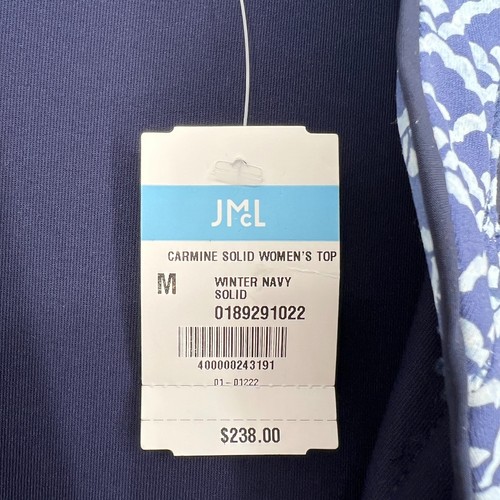 JMcL
CARMINE SOLID WOMEN'S TOP
M
WINTER NAVY
SOLID
0189291022
400000243191
01-01222
$238.00